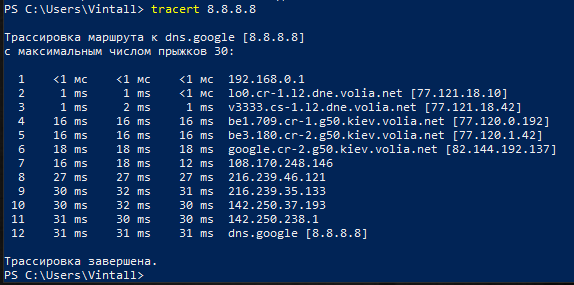 PS C:\Users\Vintall> tracert 8.8.8.8
Трассировка маршрута к dns.google [8.8.8.8]
с максимальным числом прыжков 30:
1 <1 мс <1 мс <1 мс 192.168.0.1
2 1 ms 1 ms <1 мс lo0.cr-1.l2.dne.volia.net [77.121.18.10]
3 1 ms 2 ms 1 ms v3333.cs-1.l2.dne.volia.net [77.121.18.42]
4 16 ms 16 ms 16 ms be1.709.cr-1.g50.kiev.volia.net [77.120.0.192]
5 16 ms 16 ms 16 ms be3.180.cr-2.g50.kiev.volia.net [77.120.1.42]
6 18 ms 18 ms 18 ms google.cr-2.g50.kiev.volia.net [82.144.192.137]
7 16 ms 18 ms 12 ms 108.170.248.146
8 27 ms 27 ms 27 ms 216.239.46.121
9 30 ms 32 ms 31 ms 216.239.35.133
10 30 ms 32 ms 30 ms 142.250.37.193
11 31 ms 30 ms 30 ms 142.250.238.1
12 31 ms 31 ms 31 ms dns.google [8.8.8.8]
Трассировка завершена.
PS C:\Users\Vintall>